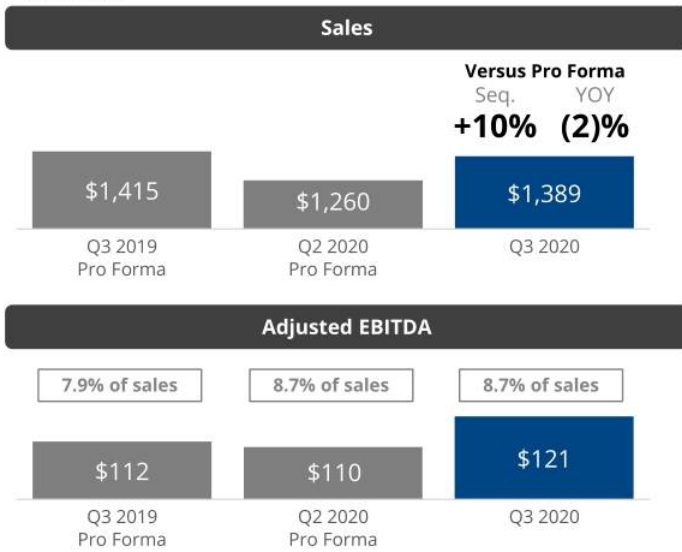 Sales
Versus Pro Forma
Seq. YOY
+10% (2)%
$1,415 $1,260 $1,389
Q3 2019 Q2 2020 Q3 2020
Pro Forma Pro Forma
Adjusted EBITDA
7.9% of sales 8.7% of sales 8.7% of sales
$112 $110 $121
Q3 2019 Q2 2020 Q3 2020
Pro Forma Pro Forma